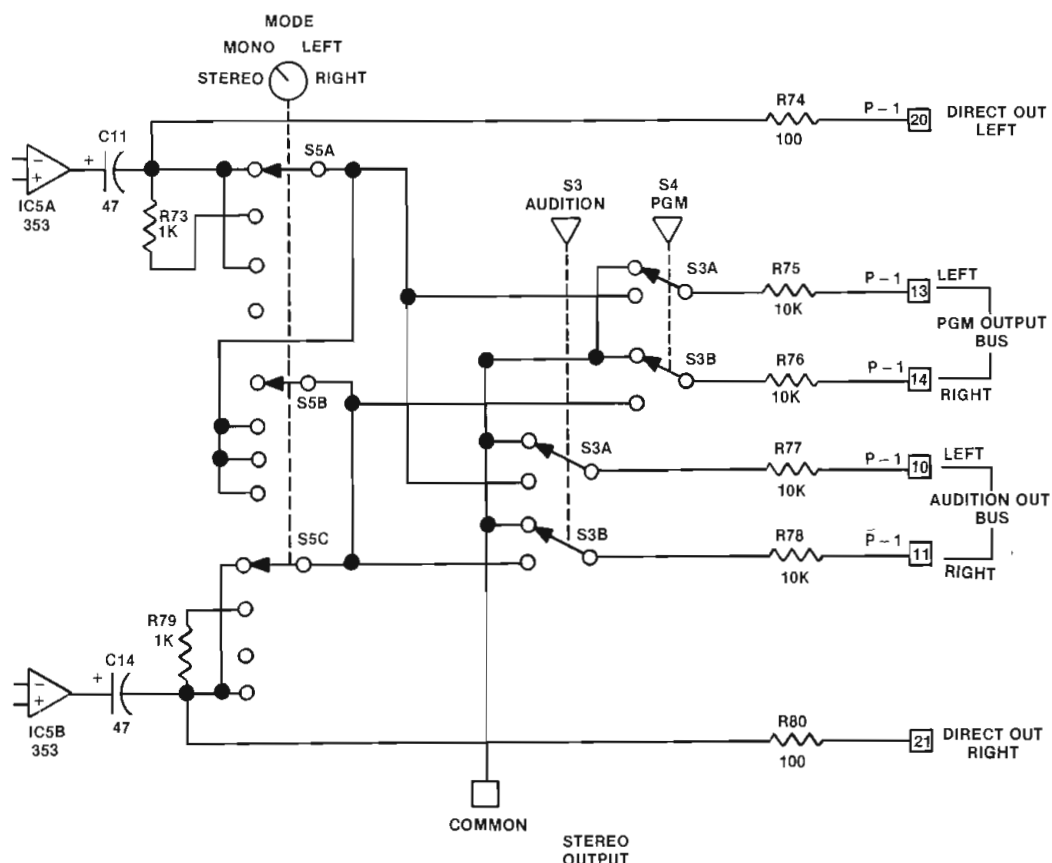 MODE
MONO LEFT
STEREO RIGHT
R74
100
P-1
20
DIRECT OUT
LEFT
C11
+
47
IC5A
353
- +
R73
1K
S5A
S3
AUDITION
S4
PGM
S3A
R75
10K
P-1
13
LEFT
PGM OUTPUT
BUS
S3B
R76
10K
P-1
14
RIGHT
S5B
S3A
R77
10K
P-1
10
LEFT
AUDITION OUT
BUS
S3B
R78
10K
P-1
11
RIGHT
S5C
R79
1K
C14
+
47
- +
IC5B
353
R80
100
21
DIRECT OUT
RIGHT
COMMON
STEREO
OUTPUT